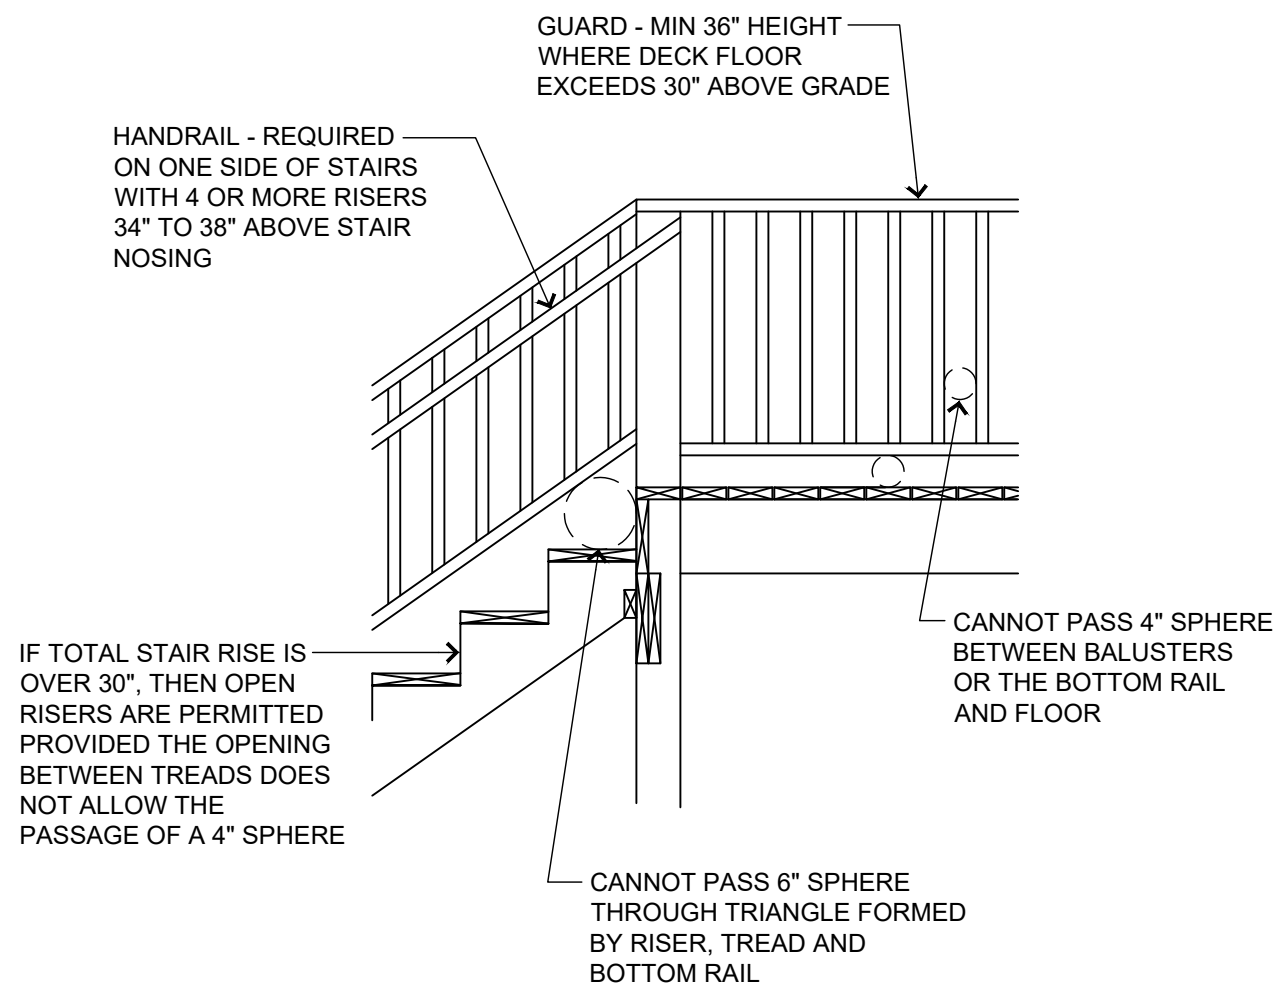 GUARD - MIN 36" HEIGHT
WHERE DECK FLOOR
EXCEEDS 30" ABOVE GRADE
HANDRAIL - REQUIRED
ON ONE SIDE OF STAIRS
WITH 4 OR MORE RISERS
34" TO 38" ABOVE STAIR
NOSING
IF TOTAL STAIR RISE IS
OVER 30", THEN OPEN
RISERS ARE PERMITTED
PROVIDED THE OPENING
BETWEEN TREADS DOES
NOT ALLOW THE
PASSAGE OF A 4" SPHERE
CANNOT PASS 4" SPHERE
BETWEEN BALUSTERS
OR THE BOTTOM RAIL
AND FLOOR
CANNOT PASS 6" SPHERE
THROUGH TRIANGLE FORMED
BY RISER, TREAD AND
BOTTOM RAIL